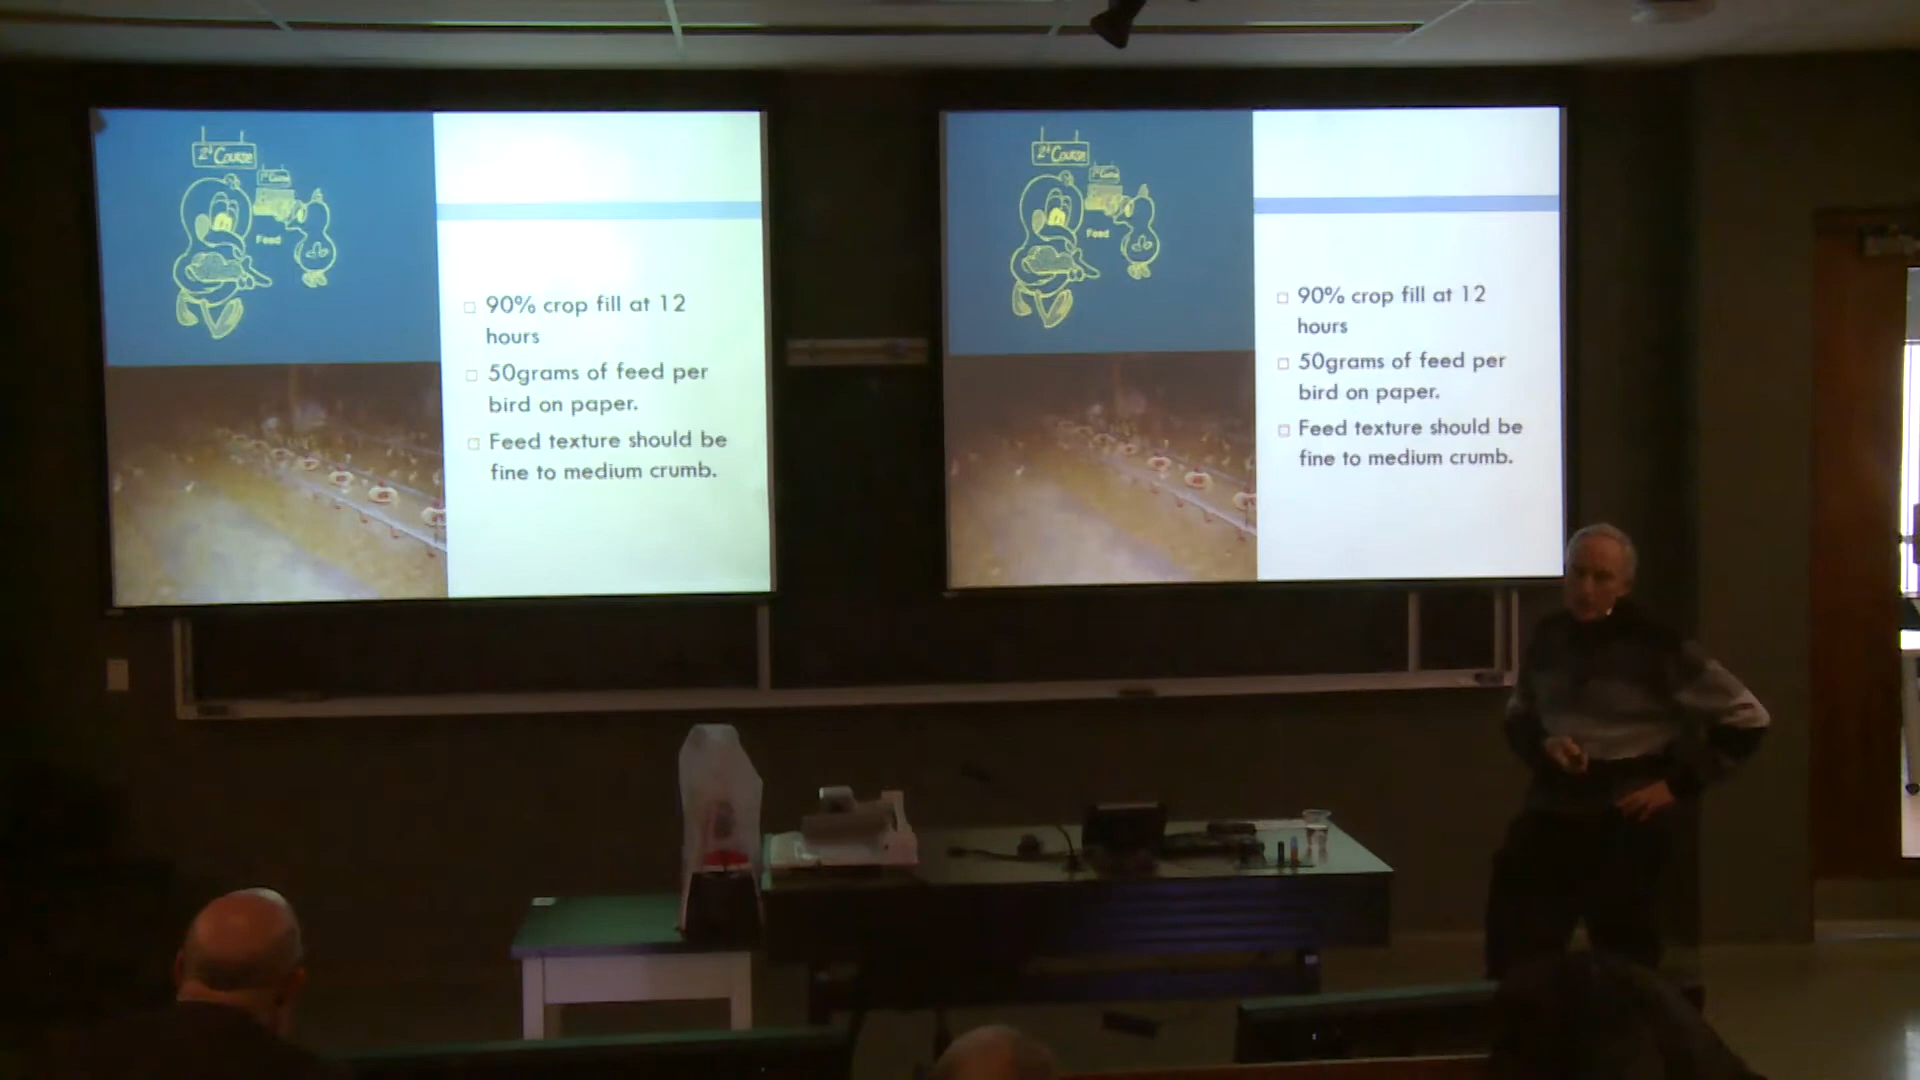 2ⁿᵈ Course
1ˢᵗ Course
Feed
90% crop fill at 12
hours
50grams of feed per
bird on paper.
Feed texture should be
fine to medium crumb.
2ⁿᵈ Course
1ˢᵗ Course
Feed
90% crop fill at 12
hours
50grams of feed per
bird on paper.
Feed texture should be
fine to medium crumb.